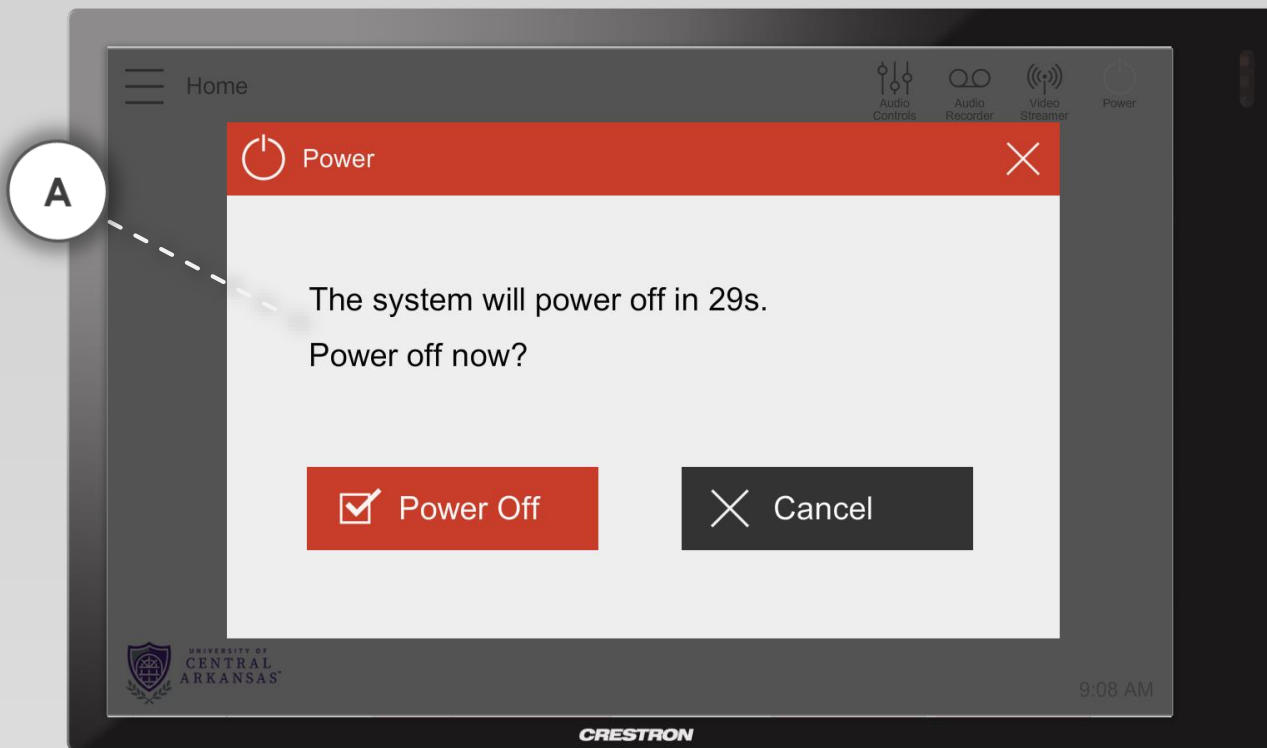 Home
Audio
Controls
Audio
Recorder
Video
Streamer
Power
A
Power
The system will power off in 29s.
Power off now?
Power Off
Cancel
UNIVERSITY OF
CENTRAL
ARKANSAS™
9:08 AM
CRESTRON